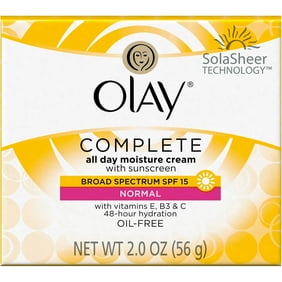 SolaSheer
TECHNOLOGY™
OLAY®
COMPLETE
all day moisture cream
with sunscreen
BROAD SPECTRUM SPF 15
NORMAL
with vitamins E, B3 & C
48-hour hydration
OIL-FREE
NET WT 2.0 OZ (56 g)